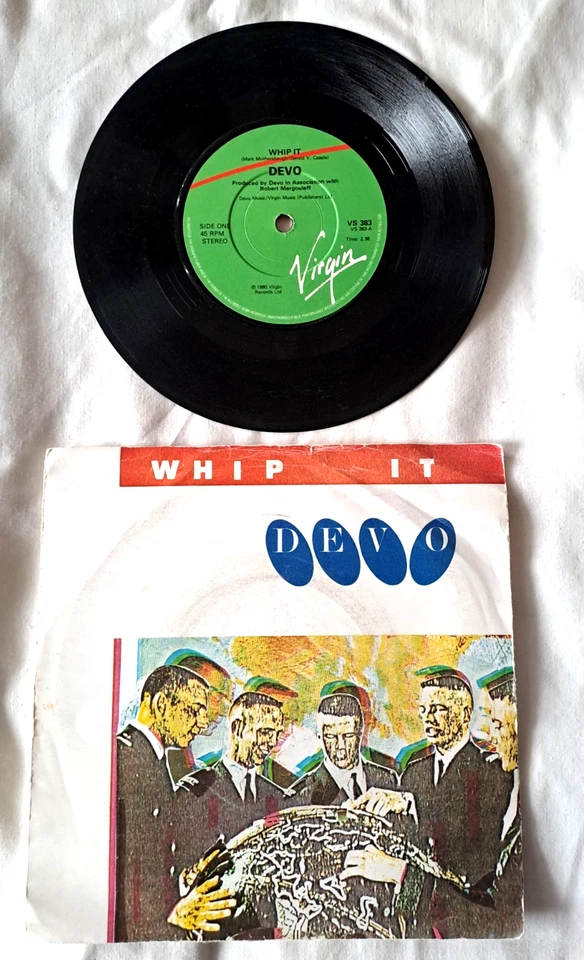 WHIP IT
(Mark Mothersbaugh/Gerald V. Casale)
DEVO
Produced by Devo in Association with
Robert Margouleff
Devo Music/Virgin Music (Publishers) Ltd
SIDE ONE
45 RPM
STEREO
VS 383
VS 383 A
Time: 2.38
Virgin
℗ 1980 Virgin
Records Ltd
WHIP IT
DEVO